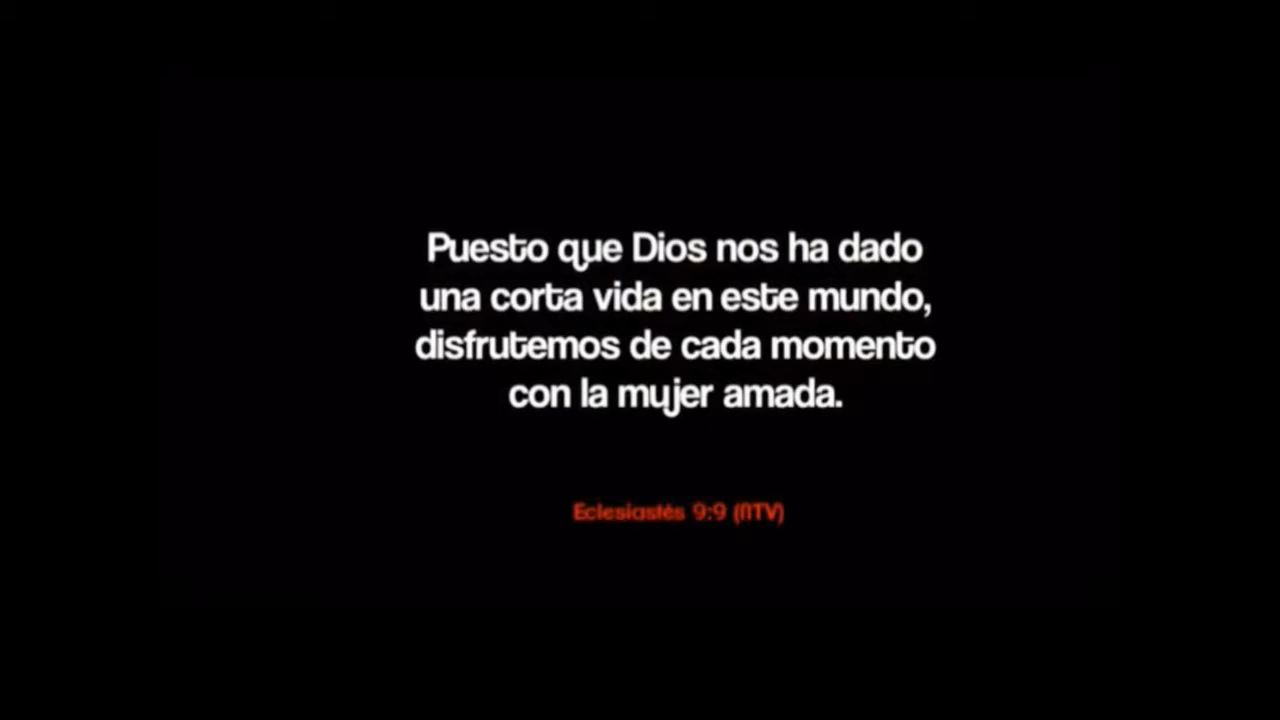 Puesto que Dios nos ha dado
una corta vida en este mundo,
disfrutemos de cada momento
con la mujer amada.
Eclesiastés 9:9 (NTV)